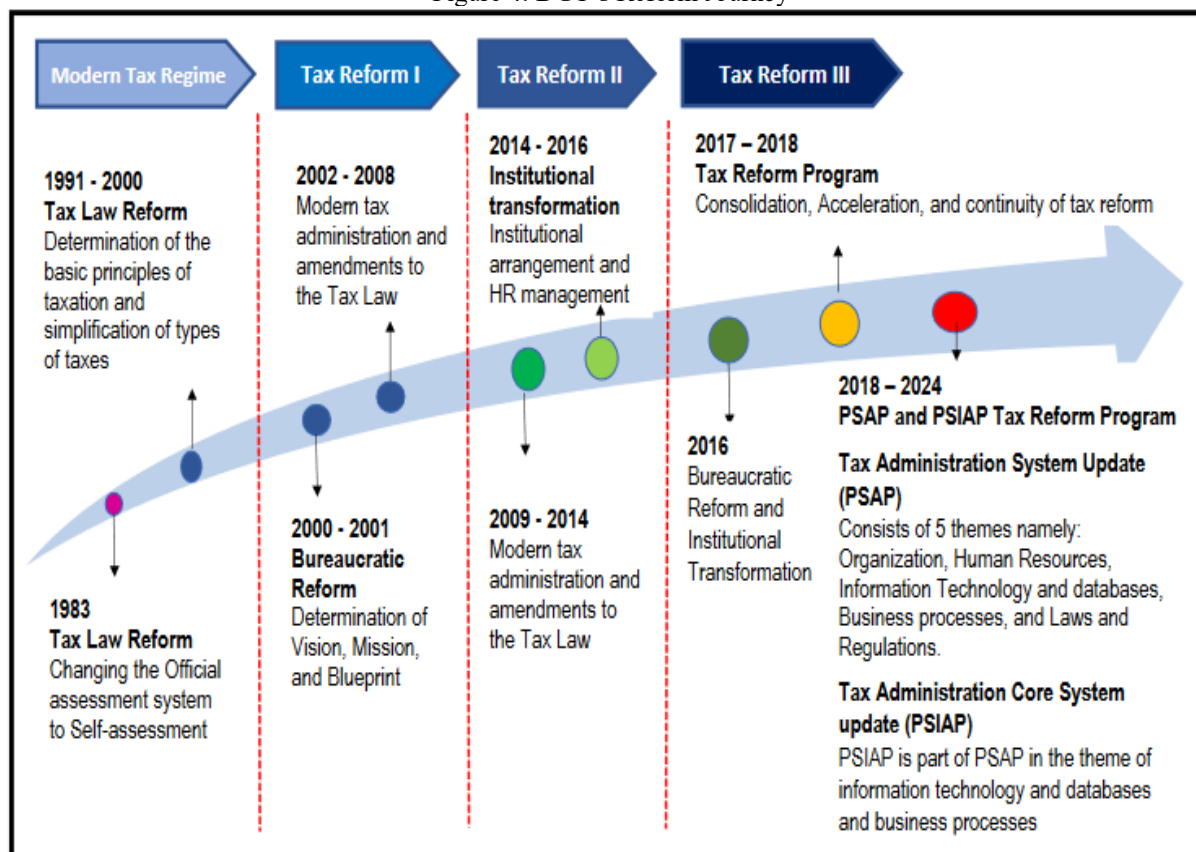 Modern Tax Regime
Tax Reform I
Tax Reform II
Tax Reform III
1991 - 2000
Tax Law Reform
Determination of the
basic principles of
taxation and
simplification of types
of taxes
1983
Tax Law Reform
Changing the Official
assessment system
to Self-assessment
2002 - 2008
Modern tax
administration and
amendments to
the Tax Law
2000 - 2001
Bureaucratic
Reform
Determination of
Vision, Mission,
and Blueprint
2014 - 2016
Institutional
transformation
Institutional
arrangement and
HR management
2009 - 2014
Modern tax
administration and
amendments to
the Tax Law
2017 – 2018
Tax Reform Program
Consolidation, Acceleration, and continuity of tax reform
2016
Bureaucratic
Reform and
Institutional
Transformation
2018 – 2024
PSAP and PSIAP Tax Reform Program
Tax Administration System Update
(PSAP)
Consists of 5 themes namely:
Organization, Human Resources,
Information Technology and databases,
Business processes, and Laws and
Regulations.
Tax Administration Core System
update (PSIAP)
PSIAP is part of PSAP in the theme of
information technology and databases
and business processes